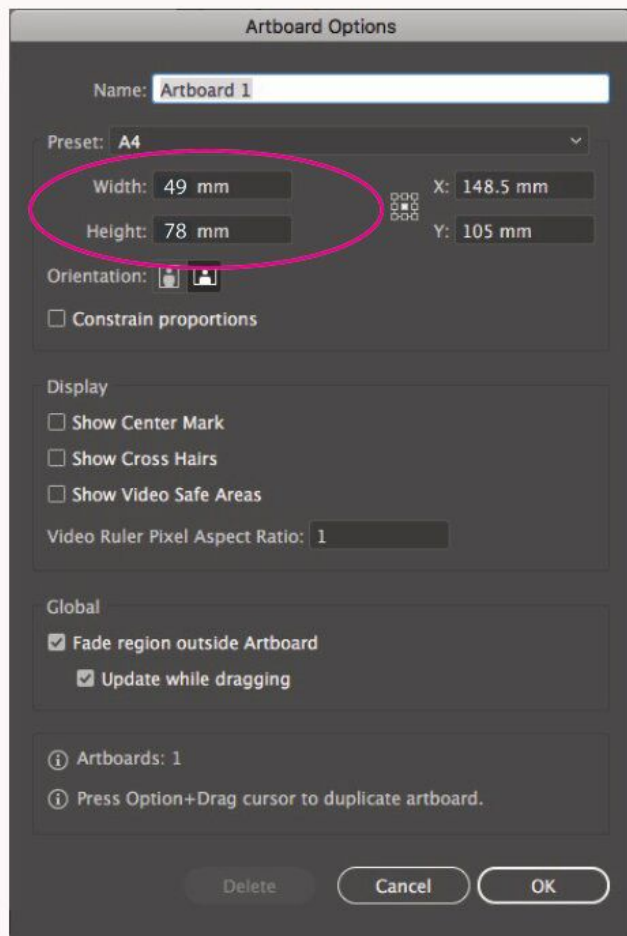 Artboard Options
Name: Artboard 1
Preset: A4
Width: 49 mm X: 148.5 mm
Height: 78 mm Y: 105 mm
Orientation:
Constrain proportions
Display
Show Center Mark
Show Cross Hairs
Show Video Safe Areas
Video Ruler Pixel Aspect Ratio: 1
Global
Fade region outside Artboard
Update while dragging
Artboards: 1
Press Option+Drag cursor to duplicate artboard.
Delete Cancel OK